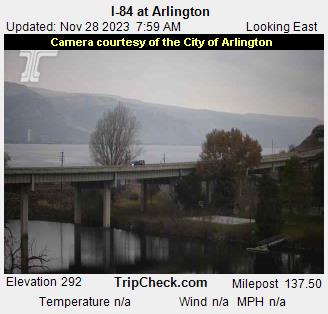 I-84 at Arlington
Updated: Nov 28 2023 7:59 AM Looking East
Camera courtesy of the City of Arlington
Elevation 292 TripCheck.com Milepost 137.50
Temperature n/a Wind n/a MPH n/a